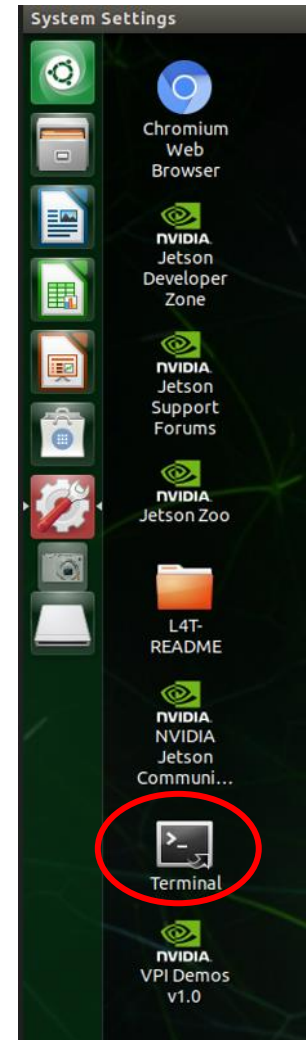 System Settings
Chromium
Web
Browser
NVIDIA.
Jetson
Developer
Zone
NVIDIA.
Jetson
Support
Forums
NVIDIA.
Jetson Zoo
L4T-
README
NVIDIA.
NVIDIA
Jetson
Communi...
>_
Terminal
NVIDIA.
VPI Demos
v1.0